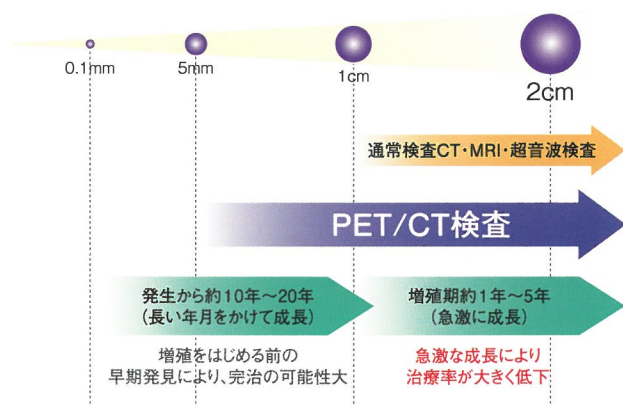 0.1mm
5mm
1cm
2cm
通常検査CT・MRI・超音波検査
PET/CT検査
発生から約10年～20年
(長い年月をかけて成長)
増殖期約1年～5年
(急激に成長)
増殖をはじめる前の
早期発見により、完治の可能性大
急激な成長により
治療率が大きく低下